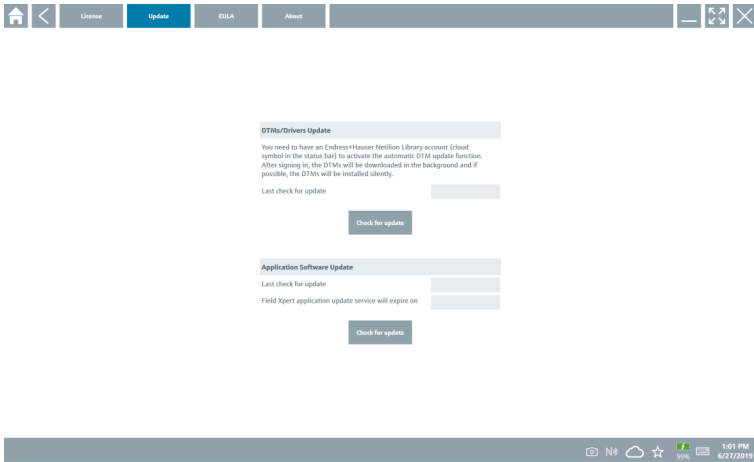 License
Update
EULA
About
DTMs/Drivers Update
You need to have an Endress+Hauser Netilion Library account (cloud
symbol in the status bar) to activate the automatic DTM update function.
After signing in, the DTMs will be downloaded in the background and if
possible, the DTMs will be installed silently.
Last check for update
Check for update
Application Software Update
Last check for update
Field Xpert application update service will expire on
Check for update
99%
1:01 PM
6/27/2019